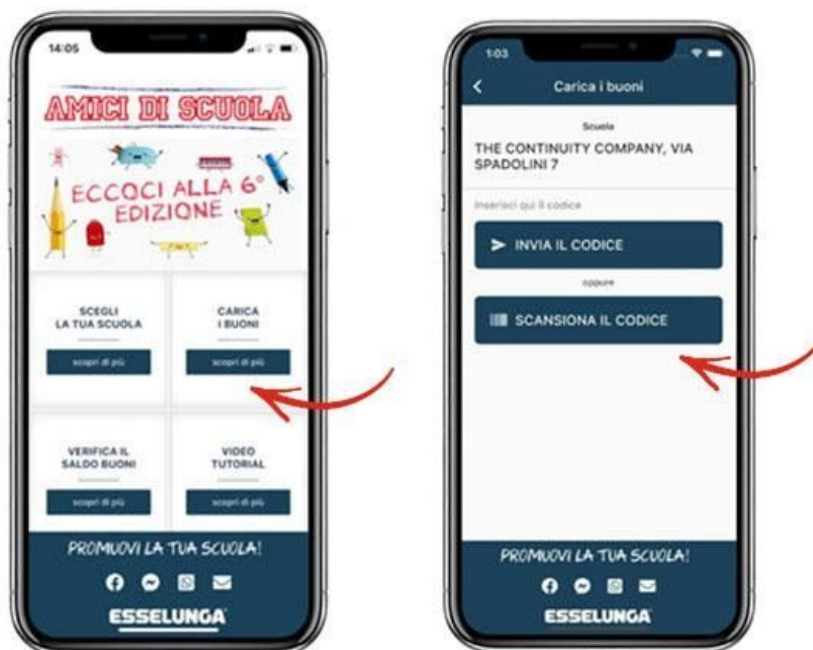 14:05
AMICI DI SCUOLA
ECCOCI ALLA 6°
EDIZIONE
SCEGLI
LA TUA SCUOLA
scopri di più
CARICA
I BUONI
scopri di più
VERIFICA IL
SALDO BUONI
scopri di più
VIDEO
TUTORIAL
scopri di più
PROMUOVI LA TUA SCUOLA!
ESSELUNGA
1:03
Carica i buoni
Scuola
THE CONTINUITY COMPANY, VIA
SPADOLINI 7
Inserisci qui il codice
INVIA IL CODICE
oppure
SCANSIONA IL CODICE
PROMUOVI LA TUA SCUOLA!
ESSELUNGA